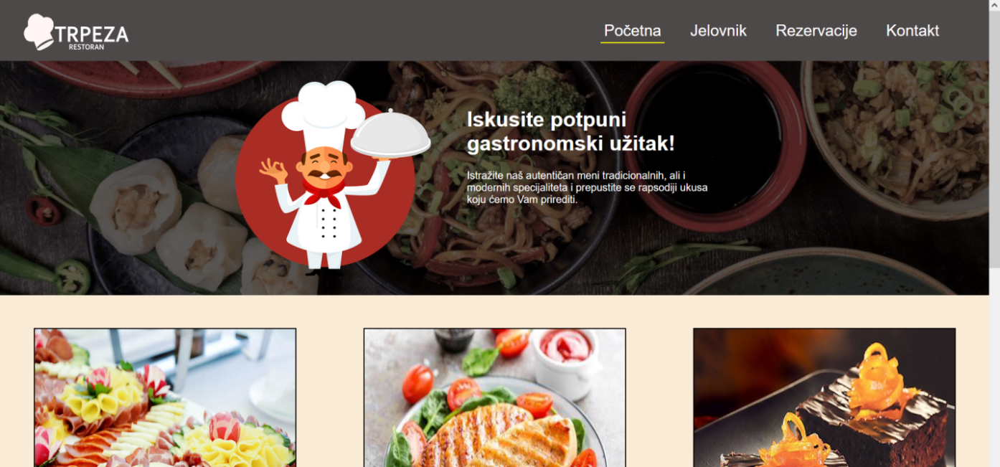 TRPEZA
RESTORAN
Početna Jelovnik Rezervacije Kontakt
Iskusite potpuni
gastronomski užitak!
Istražite naš autentičan meni tradicionalnih, ali i
modernih specijaliteta i prepustite se rapsodiji ukusa
koju ćemo Vam prirediti.